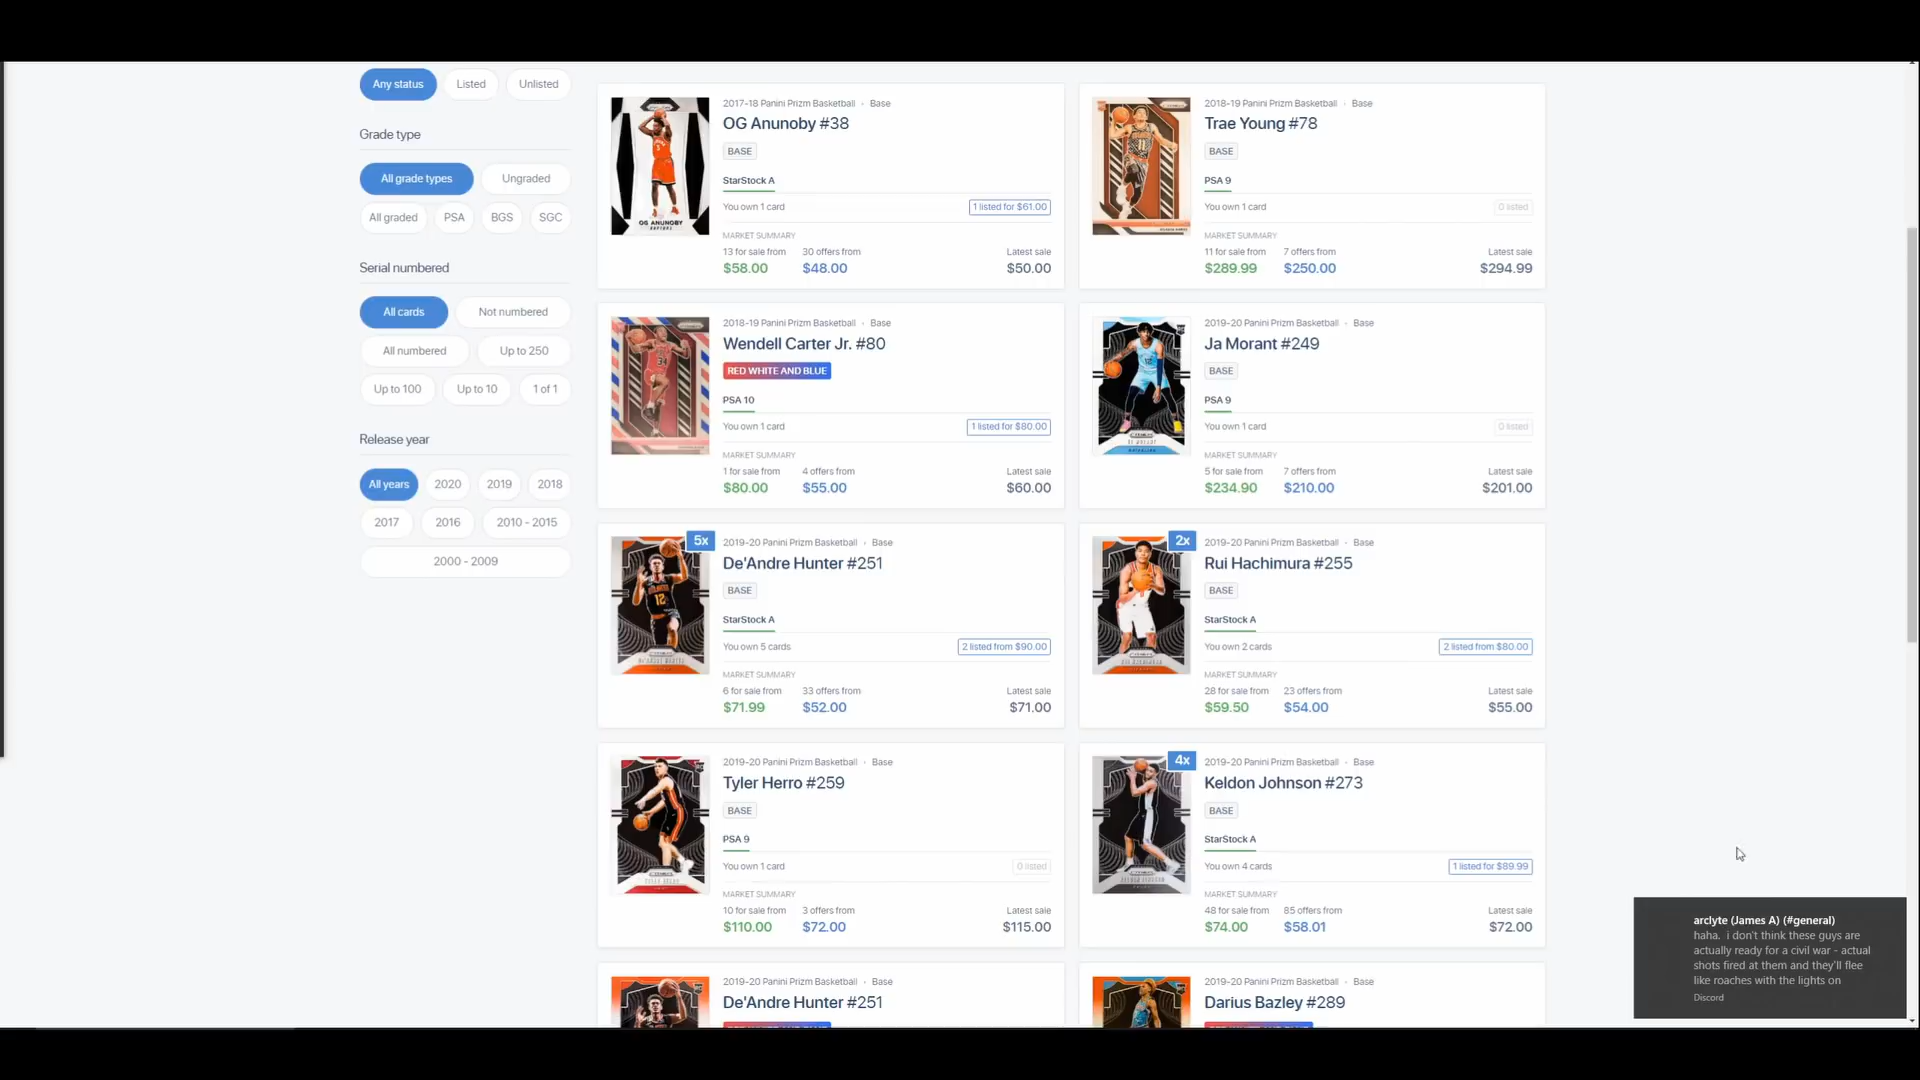 Any status
Listed
Unlisted
Grade type
All grade types
Ungraded
All graded
PSA
BGS
SGC
Serial numbered
All cards
Not numbered
All numbered
Up to 250
Up to 100
Up to 10
1 of 1
Release year
All years
2020
2019
2018
2017
2016
2010 - 2015
2000 - 2009
2017-18 Panini Prizm Basketball · Base
OG Anunoby #38
BASE
StarStock A
You own 1 card
1 listed for $61.00
MARKET SUMMARY
13 for sale from
30 offers from
Latest sale
$58.00
$48.00
$50.00
OG ANUNOBY
2018-19 Panini Prizm Basketball · Base
Trae Young #78
BASE
PSA 9
You own 1 card
0 listed
MARKET SUMMARY
11 for sale from
7 offers from
Latest sale
$289.99
$250.00
$294.99
2018-19 Panini Prizm Basketball · Base
Wendell Carter Jr. #80
RED WHITE AND BLUE
PSA 10
You own 1 card
1 listed for $80.00
MARKET SUMMARY
1 for sale from
4 offers from
Latest sale
$80.00
$55.00
$60.00
2019-20 Panini Prizm Basketball · Base
Ja Morant #249
BASE
PSA 9
You own 1 card
0 listed
MARKET SUMMARY
5 for sale from
7 offers from
Latest sale
$234.90
$210.00
$201.00
5x
2019-20 Panini Prizm Basketball · Base
De'Andre Hunter #251
BASE
StarStock A
You own 5 cards
2 listed from $90.00
MARKET SUMMARY
6 for sale from
33 offers from
Latest sale
$71.99
$52.00
$71.00
2x
2019-20 Panini Prizm Basketball · Base
Rui Hachimura #255
BASE
StarStock A
You own 2 cards
2 listed from $80.00
MARKET SUMMARY
28 for sale from
23 offers from
Latest sale
$59.50
$54.00
$55.00
2019-20 Panini Prizm Basketball · Base
Tyler Herro #259
BASE
PSA 9
You own 1 card
0 listed
MARKET SUMMARY
10 for sale from
3 offers from
Latest sale
$110.00
$72.00
$115.00
4x
2019-20 Panini Prizm Basketball · Base
Keldon Johnson #273
BASE
StarStock A
You own 4 cards
1 listed for $89.99
MARKET SUMMARY
48 for sale from
85 offers from
Latest sale
$74.00
$58.01
$72.00
2019-20 Panini Prizm Basketball · Base
De'Andre Hunter #251
2019-20 Panini Prizm Basketball · Base
Darius Bazley #289
arclyte (James A) (#general)
haha. i don't think these guys are
actually ready for a civil war - actual
shots fired at them and they'll flee
like roaches with the lights on
Discord